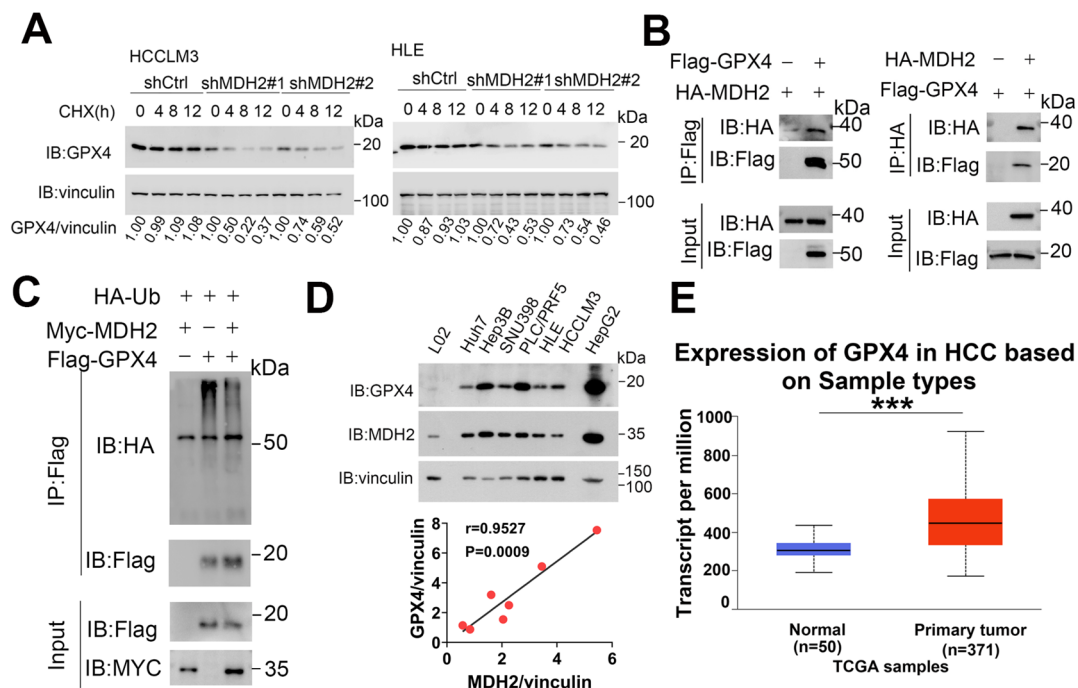 A
HCCLM3
shCtrl shMDH2#1 shMDH2#2
CHX(h) 0 4 8 12 0 4 8 12 0 4 8 12
kDa
IB:GPX4
20
IB:vinculin
100
GPX4/vinculin 1.00 0.99 1.09 1.08 1.00 0.50 0.22 0.37 1.00 0.74 0.59 0.52
HLE
shCtrl shMDH2#1 shMDH2#2
0 4 8 12 0 4 8 12 0 4 8 12
kDa
20
100
1.00 0.87 0.93 1.03 1.00 0.72 0.43 0.53 1.00 0.73 0.54 0.46
B
Flag-GPX4 − +
HA-MDH2 + +
kDa
IP:Flag
IB:HA 40
IB:Flag 50
Input
IB:HA 40
IB:Flag 50
HA-MDH2 − +
Flag-GPX4 + +
kDa
IP:HA
IB:HA 40
IB:Flag 20
Input
IB:HA 40
IB:Flag 20
C
HA-Ub + + +
Myc-MDH2 + − +
Flag-GPX4 − + +
kDa
IP:Flag
IB:HA 50
IB:Flag 20
Input
IB:Flag 20
IB:MYC 35
D
L02 Huh7 Hep3B SNU398 PLC/PRF5 HLE HCCLM3 HepG2
kDa
IB:GPX4 20
IB:MDH2 35
IB:vinculin 150
100
r=0.9527
P=0.0009
GPX4/vinculin
8
6
4
2
0
0 2 4 6
MDH2/vinculin
E
Expression of GPX4 in HCC based
on Sample types
***
Transcript per million
1000
800
600
400
200
0
Normal
(n=50)
Primary tumor
(n=371)
TCGA samples